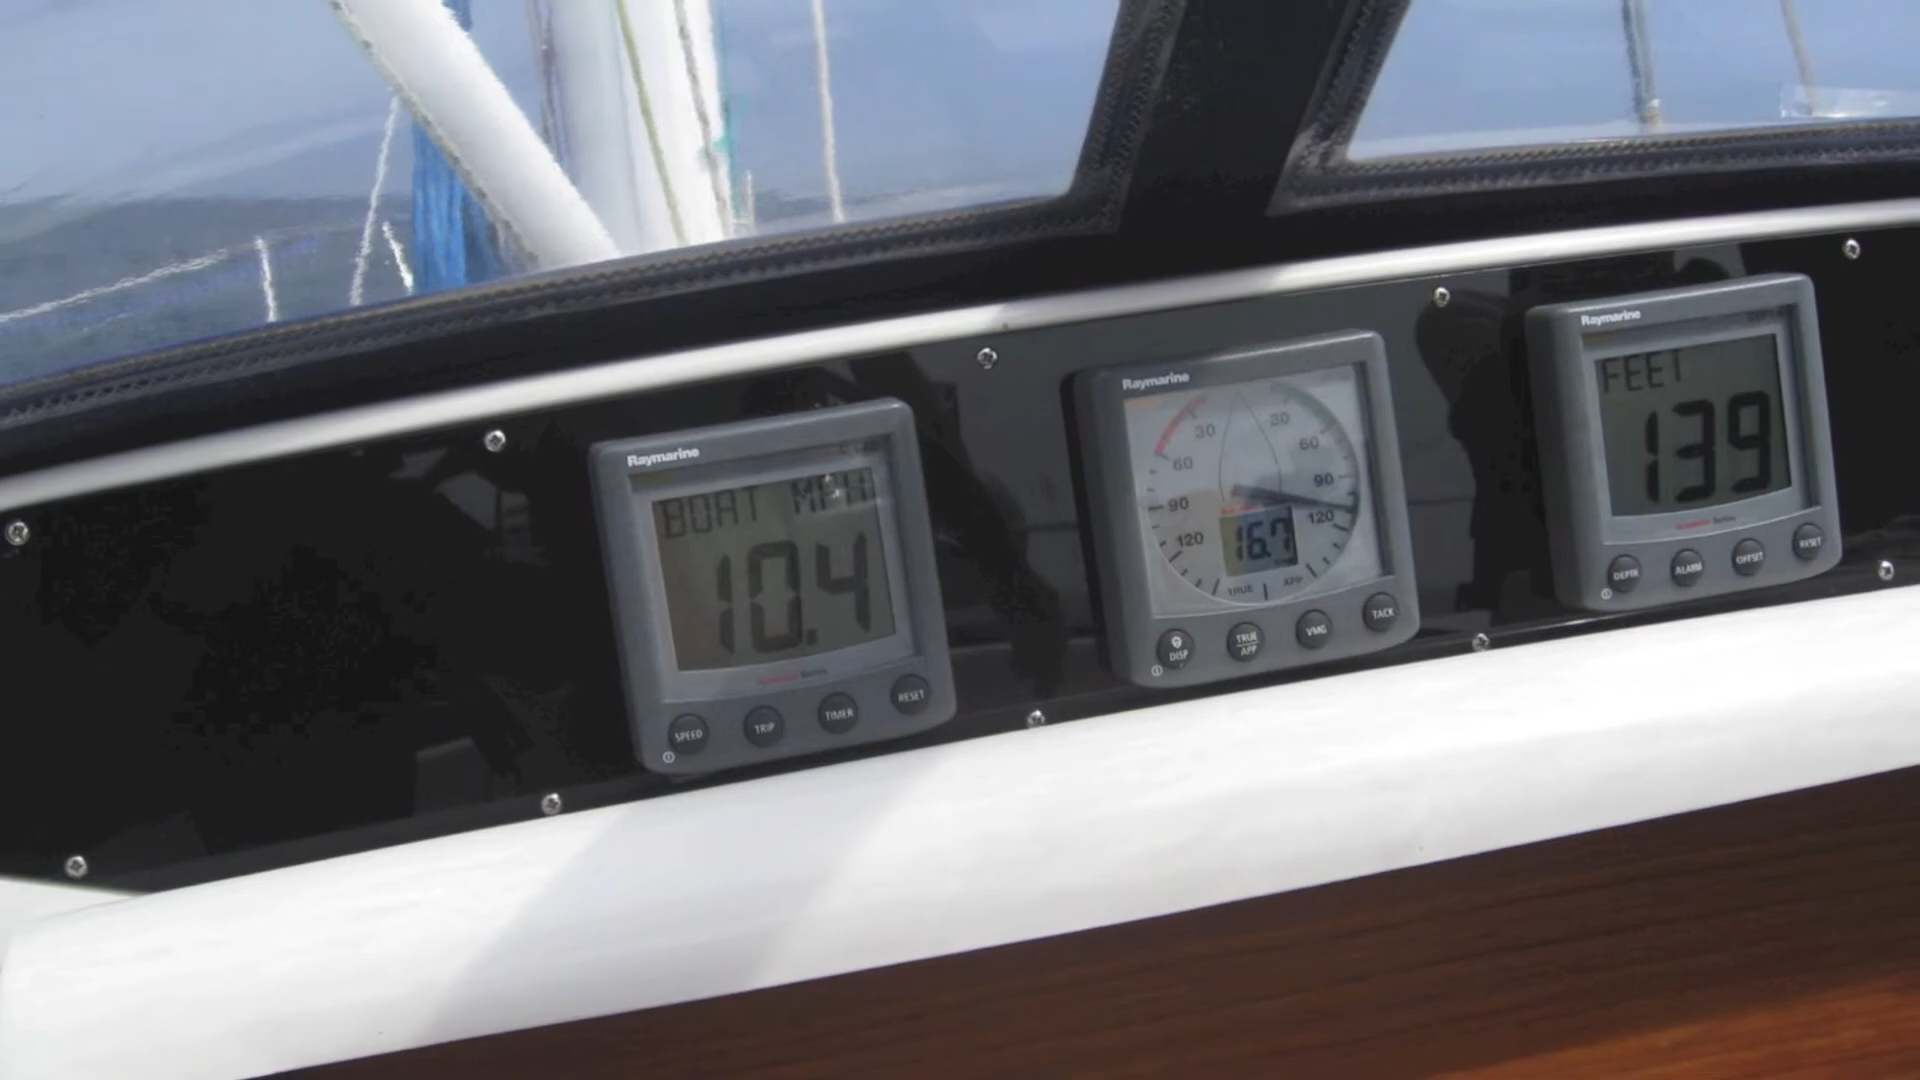 Raymarine
BOAT MPH
10.4
SPEED
TRIP
TIMER
RESET
Raymarine
30
30
60
60
90
90
120
120
16.7
TRUE
APP
DISP
TRUE
APP
VMG
TACK
Raymarine
FEET
139
DEPTH
ALARM
OFFSET
RESET